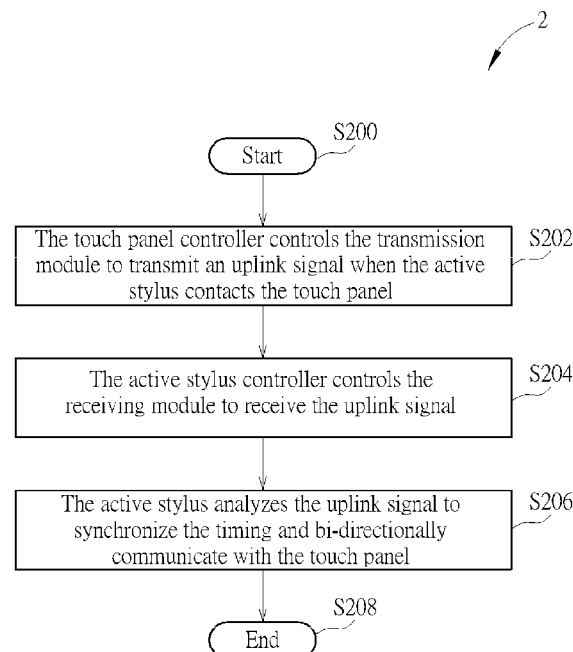 2
Start
S200
The touch panel controller controls the transmission
module to transmit an uplink signal when the active
stylus contacts the touch panel
S202
The active stylus controller controls the
receiving module to receive the uplink signal
S204
The active stylus analyzes the uplink signal to
synchronize the timing and bi-directionally
communicate with the touch panel
S206
End
S208